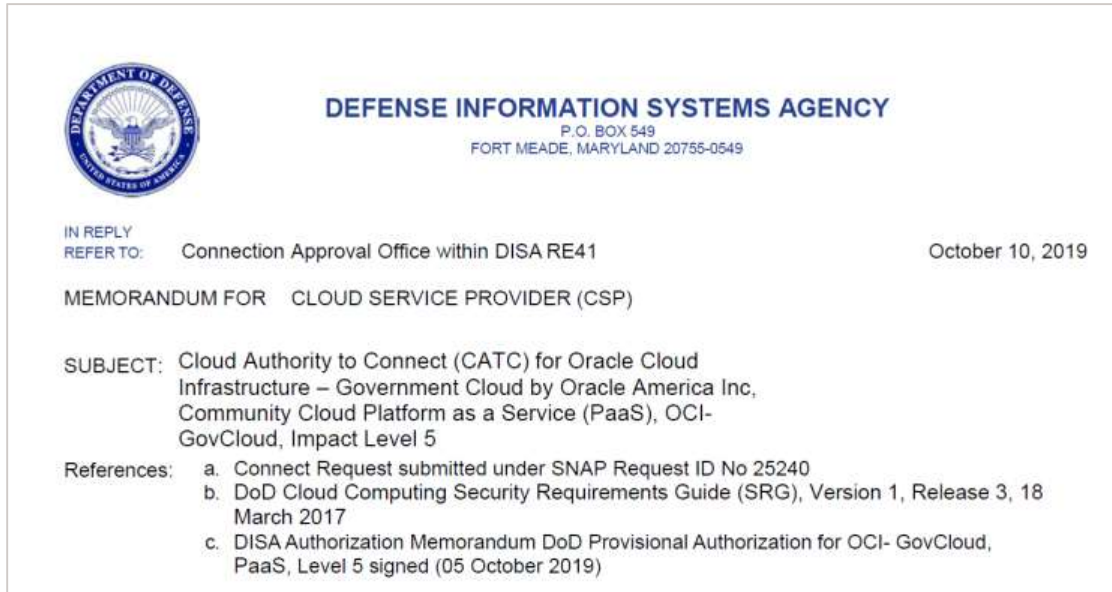 DEPARTMENT OF DEFENSE
UNITED STATES OF AMERICA
DEFENSE INFORMATION SYSTEMS AGENCY
P.O. BOX 549
FORT MEADE, MARYLAND 20755-0549
IN REPLY
REFER TO: Connection Approval Office within DISA RE41 October 10, 2019
MEMORANDUM FOR CLOUD SERVICE PROVIDER (CSP)
SUBJECT: Cloud Authority to Connect (CATC) for Oracle Cloud
Infrastructure – Government Cloud by Oracle America Inc,
Community Cloud Platform as a Service (PaaS), OCI-
GovCloud, Impact Level 5
References: a. Connect Request submitted under SNAP Request ID No 25240
b. DoD Cloud Computing Security Requirements Guide (SRG), Version 1, Release 3, 18
March 2017
c. DISA Authorization Memorandum DoD Provisional Authorization for OCI- GovCloud,
PaaS, Level 5 signed (05 October 2019)